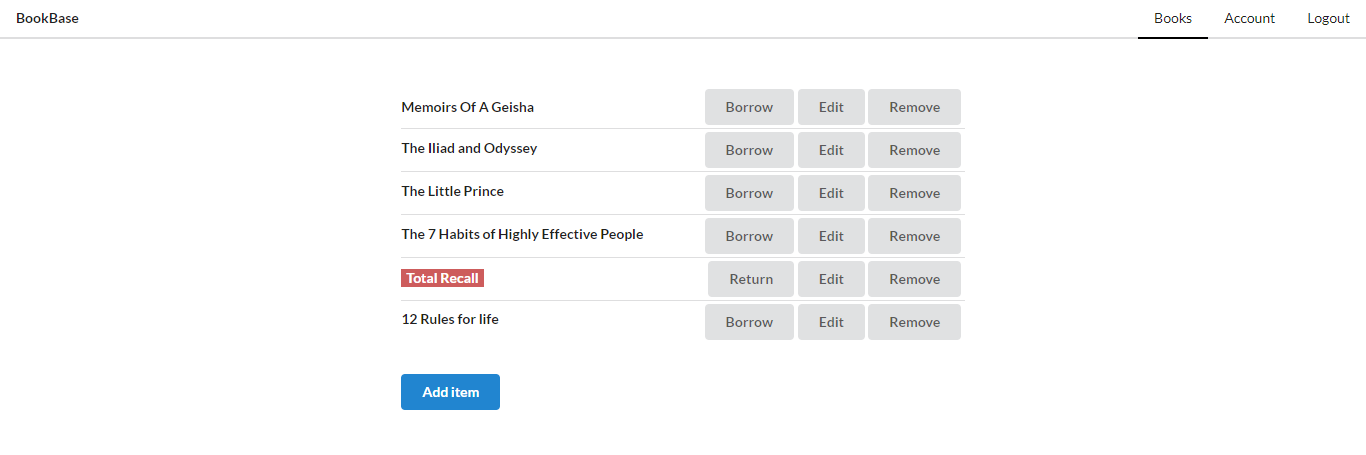 BookBase Books Account Logout
Memoirs Of A Geisha Borrow Edit Remove
The Iliad and Odyssey Borrow Edit Remove
The Little Prince Borrow Edit Remove
The 7 Habits of Highly Effective People Borrow Edit Remove
Total Recall Return Edit Remove
12 Rules for life Borrow Edit Remove
Add item